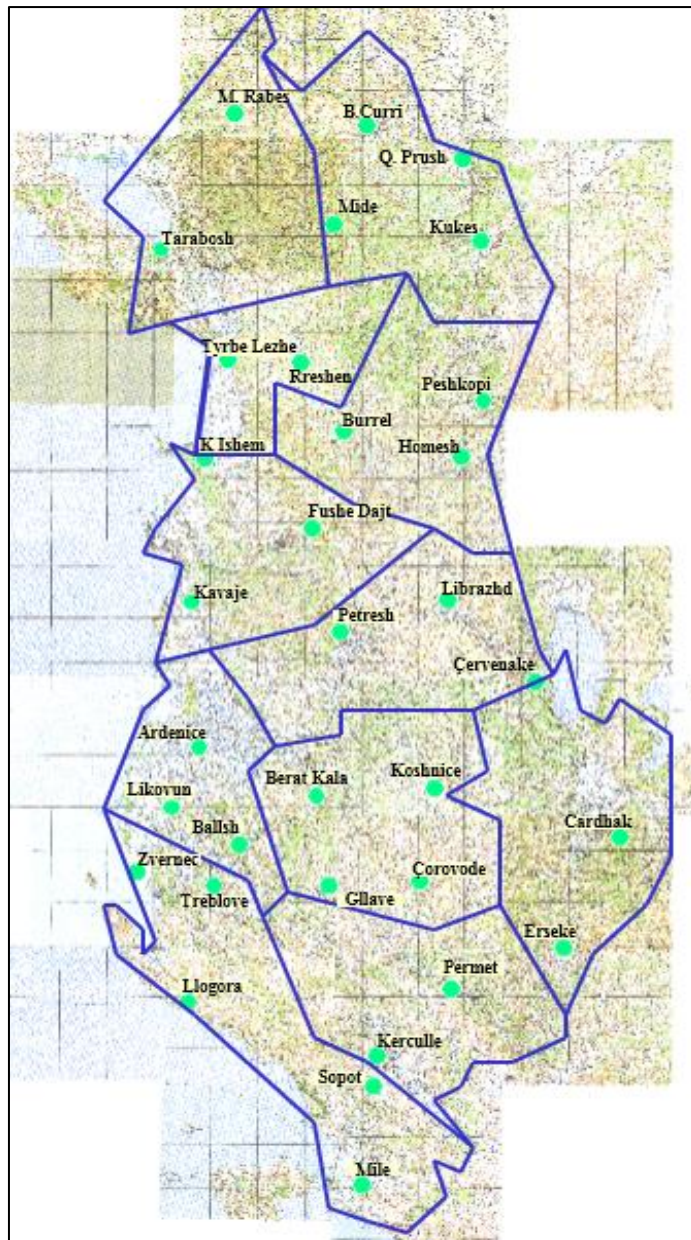 M. Rabes
B.Curri
Q. Prush
Mide
Kukes
Tarabosh
Tyrbe Lezhe
Rreshen
Peshkopi
Burrel
K Ishem
Homesh
Fushe Dajt
Kavaje
Librazhd
Petresh
Çervenake
Ardenice
Berat Kala
Koshnice
Likovun
Ballsh
Cardhak
Zvernec
Treblove
Gllave
Çorovode
Erseke
Permet
Llogora
Kerculle
Sopot
Mile